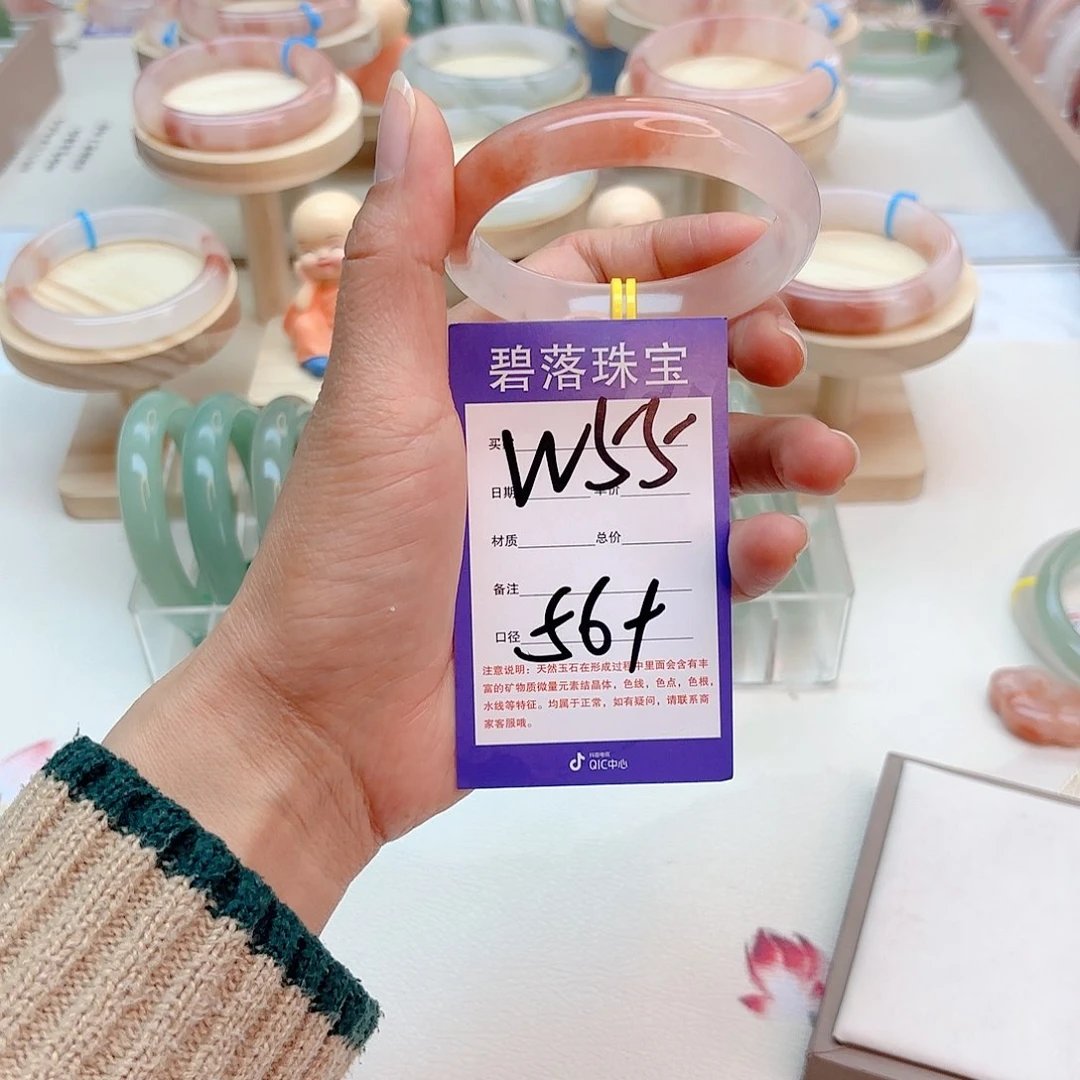 碧落珠宝
买
W55
日期 单价
材质 总价
备注
口径 56+
注意说明：天然玉石在形成过程中里面会含有丰
富的矿物质微量元素结晶体，色线，色点，色根，
水线等特征。均属于正常，如有疑问，请联系商
家客服哦。
抖音电商
QIC中心